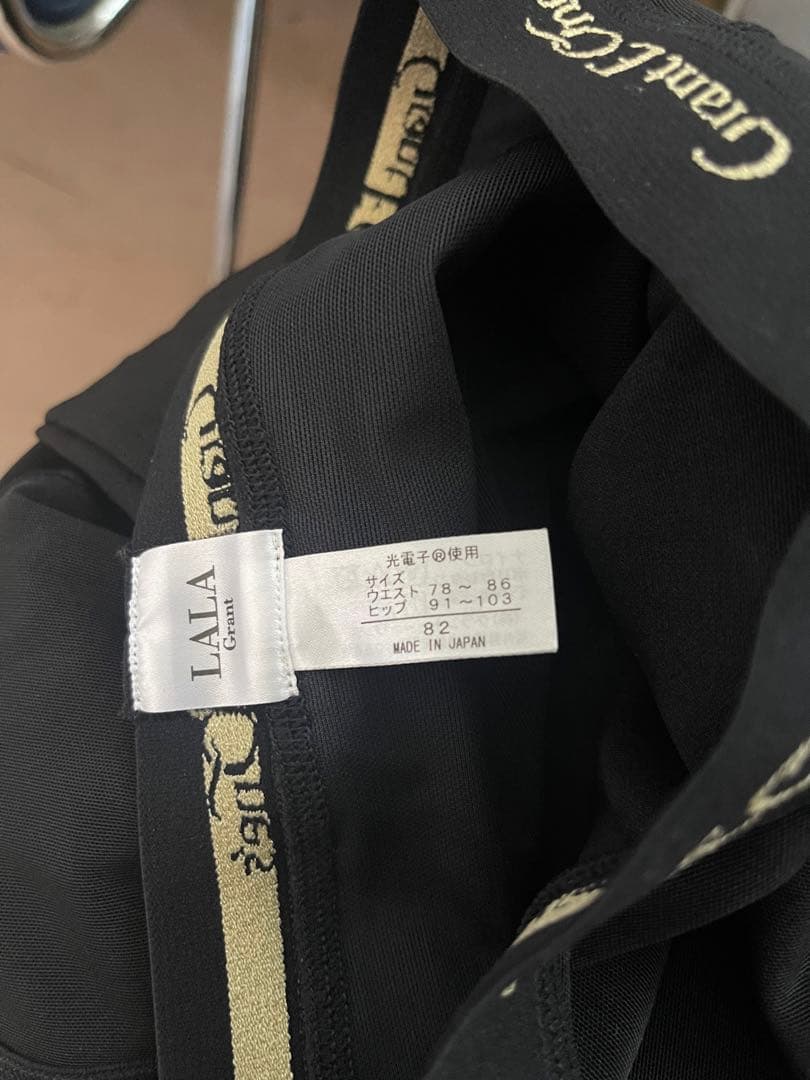 Grant E On
LALA
Grant
光電子®使用
サイズ
ウエスト 78～ 86
ヒップ 91～103
82
MADE IN JAPAN